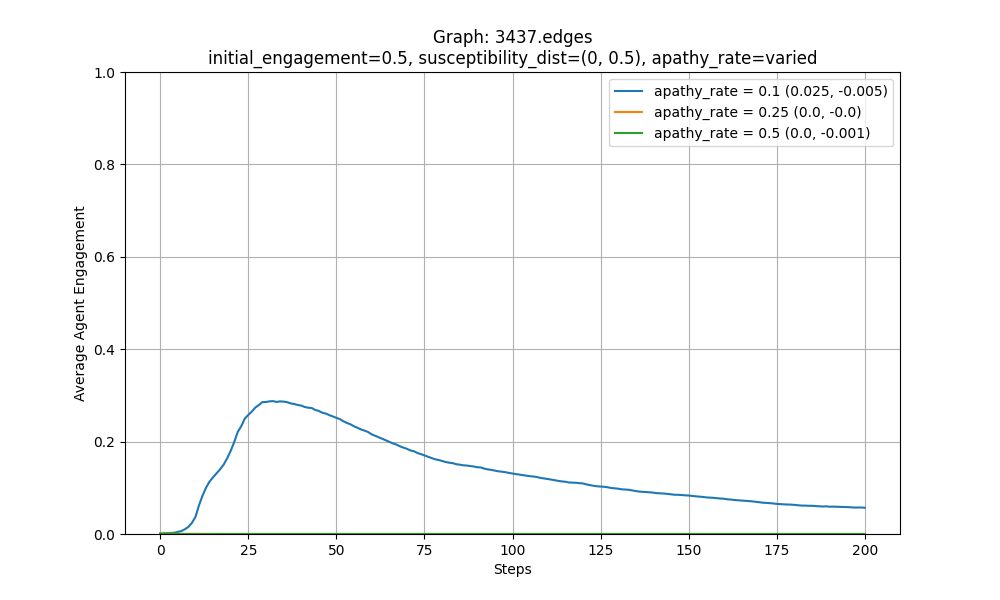 Graph: 3437.edges
initial_engagement=0.5, susceptibility_dist=(0, 0.5), apathy_rate=varied
apathy_rate = 0.1 (0.025, -0.005)
apathy_rate = 0.25 (0.0, -0.0)
apathy_rate = 0.5 (0.0, -0.001)
Average Agent Engagement
1.0
0.8
0.6
0.4
0.2
0.0
0 25 50 75 100 125 150 175 200
Steps